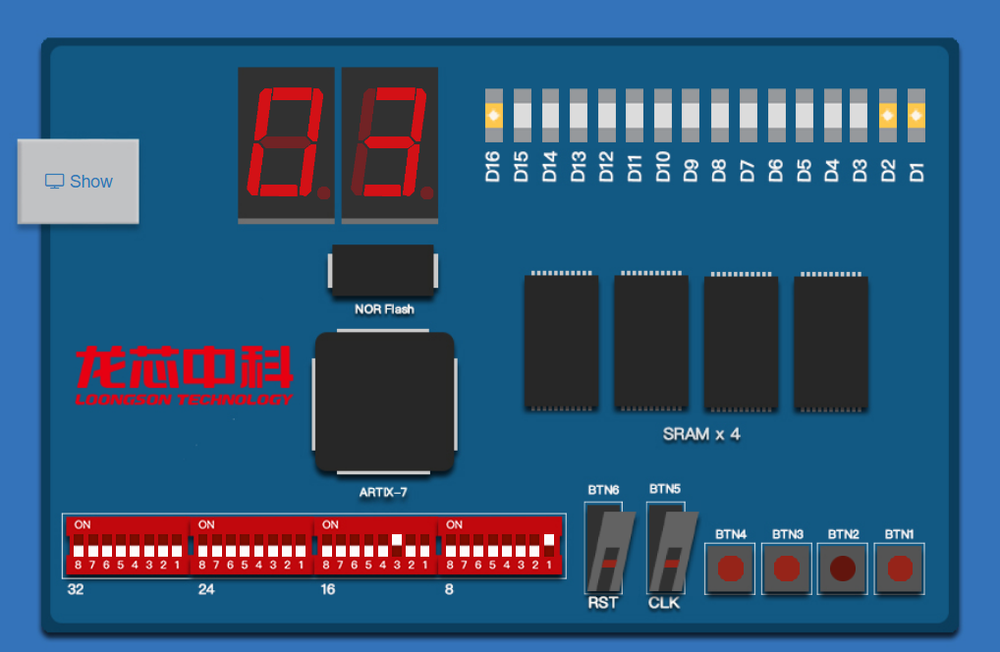 03
D16 D15 D14 D13 D12 D11 D10 D9 D8 D7 D6 D5 D4 D3 D2 D1
Show
NOR Flash
龙芯中科
LOONGSON TECHNOLOGY
SRAM x 4
ARTIX-7
BTN6 BTN5
BTN4 BTN3 BTN2 BTN1
ON ON ON ON
8 7 6 5 4 3 2 1 8 7 6 5 4 3 2 1 8 7 6 5 4 3 2 1 8 7 6 5 4 3 2 1
32 24 16 8
RST CLK